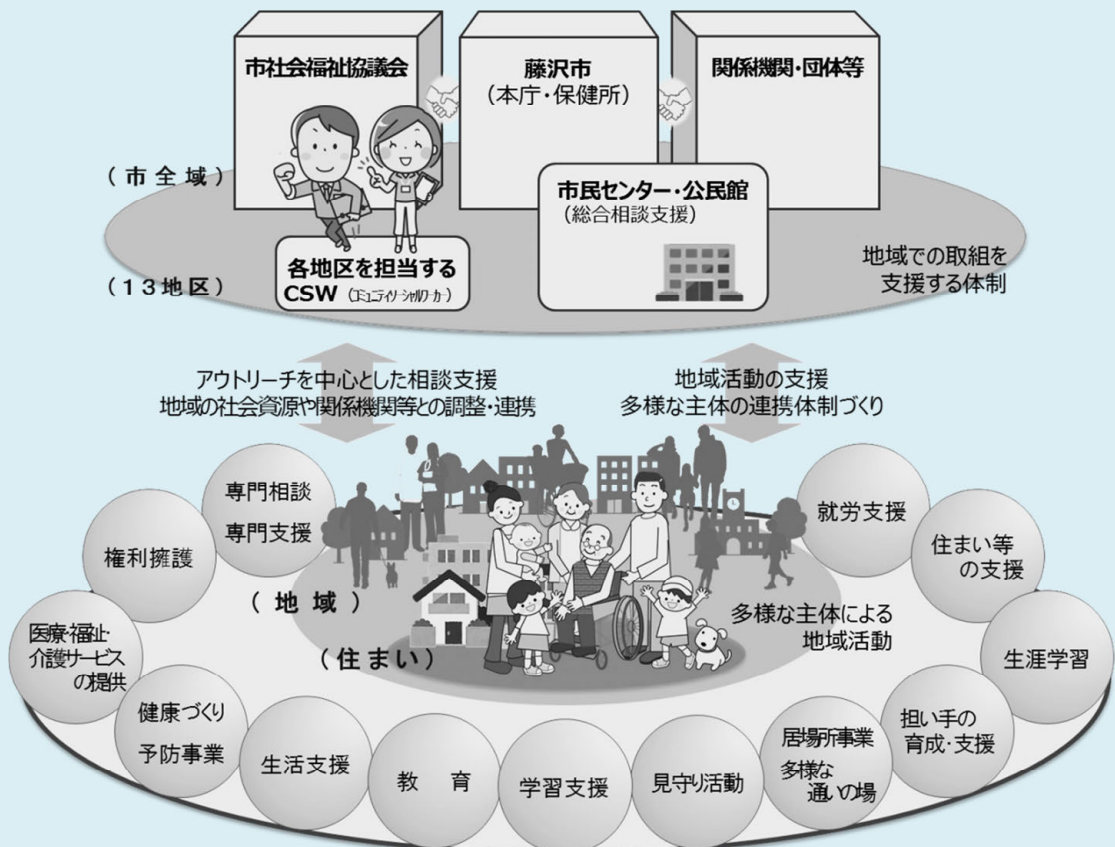 市社会福祉協議会
藤沢市
(本庁・保健所)
関係機関・団体等
(市全域)
市民センター・公民館
(総合相談支援)
各地区を担当する
CSW (コミュニティソーシャルワーカー)
(13地区)
地域での取組を
支援する体制
アウトリーチを中心とした相談支援
地域の社会資源や関係機関等との調整・連携
地域活動の支援
多様な主体の連携体制づくり
専門相談
専門支援
権利擁護
医療・福祉・
介護サービス
の提供
健康づくり
予防事業
生活支援
教 育
学習支援
見守り活動
居場所事業
多様な
通いの場
担い手の
育成・支援
生涯学習
住まい等
の支援
就労支援
(地域)
(住まい)
多様な主体による
地域活動